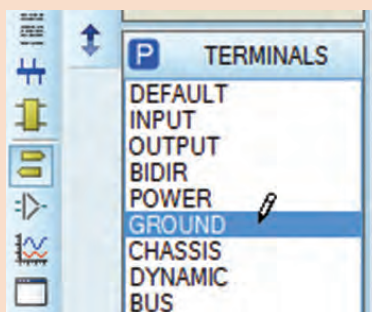 P TERMINALS
DEFAULT
INPUT
OUTPUT
BIDIR
POWER
GROUND
CHASSIS
DYNAMIC
BUS